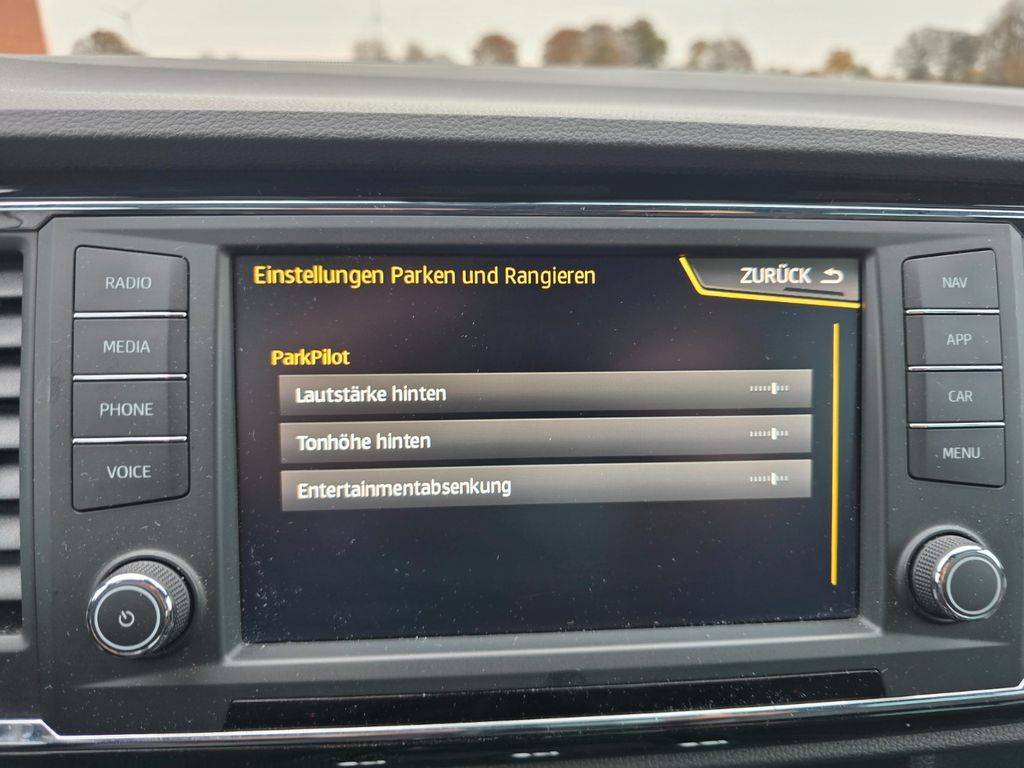 Einstellungen Parken und Rangieren
ZURÜCK
ParkPilot
Lautstärke hinten
Tonhöhe hinten
Entertainmentabsenkung
RADIO
MEDIA
PHONE
VOICE
NAV
APP
CAR
MENU